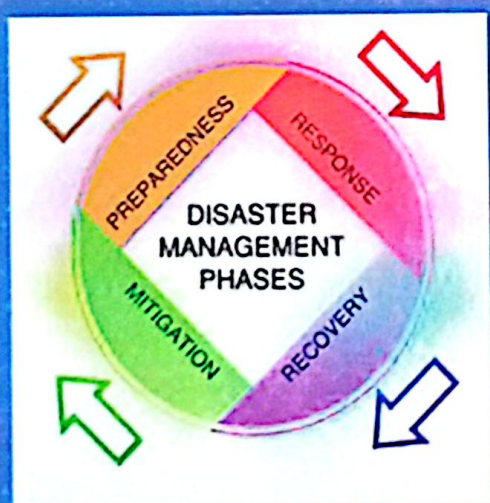 PREPAREDNESS
RESPONSE
DISASTER
MANAGEMENT
PHASES
MITIGATION
RECOVERY